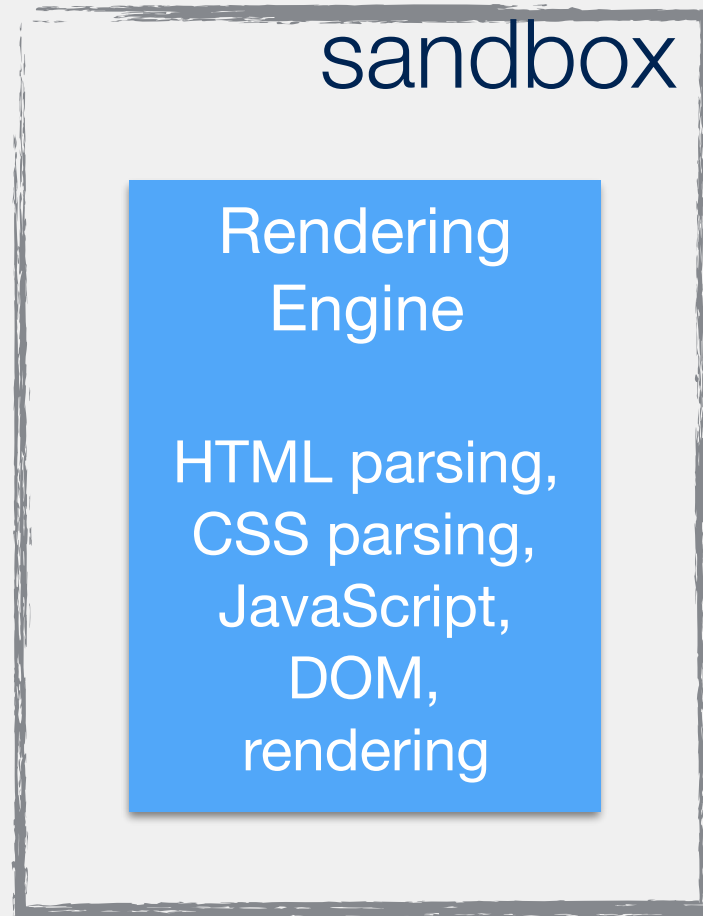 sandbox
Rendering
Engine
HTML parsing,
CSS parsing,
JavaScript,
DOM,
rendering